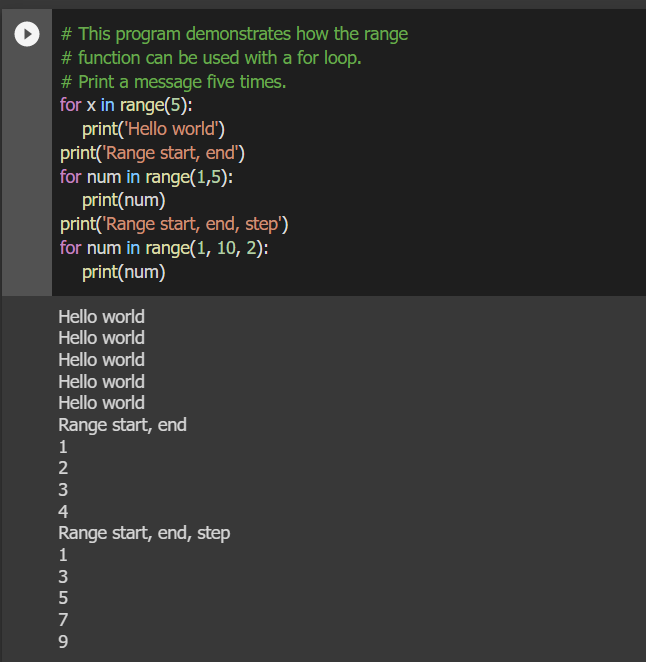 # This program demonstrates how the range
# function can be used with a for loop.
# Print a message five times.
for x in range(5):
    print('Hello world')
print('Range start, end')
for num in range(1,5):
    print(num)
print('Range start, end, step')
for num in range(1, 10, 2):
    print(num)
Hello world
Hello world
Hello world
Hello world
Hello world
Range start, end
1
2
3
4
Range start, end, step
1
3
5
7
9